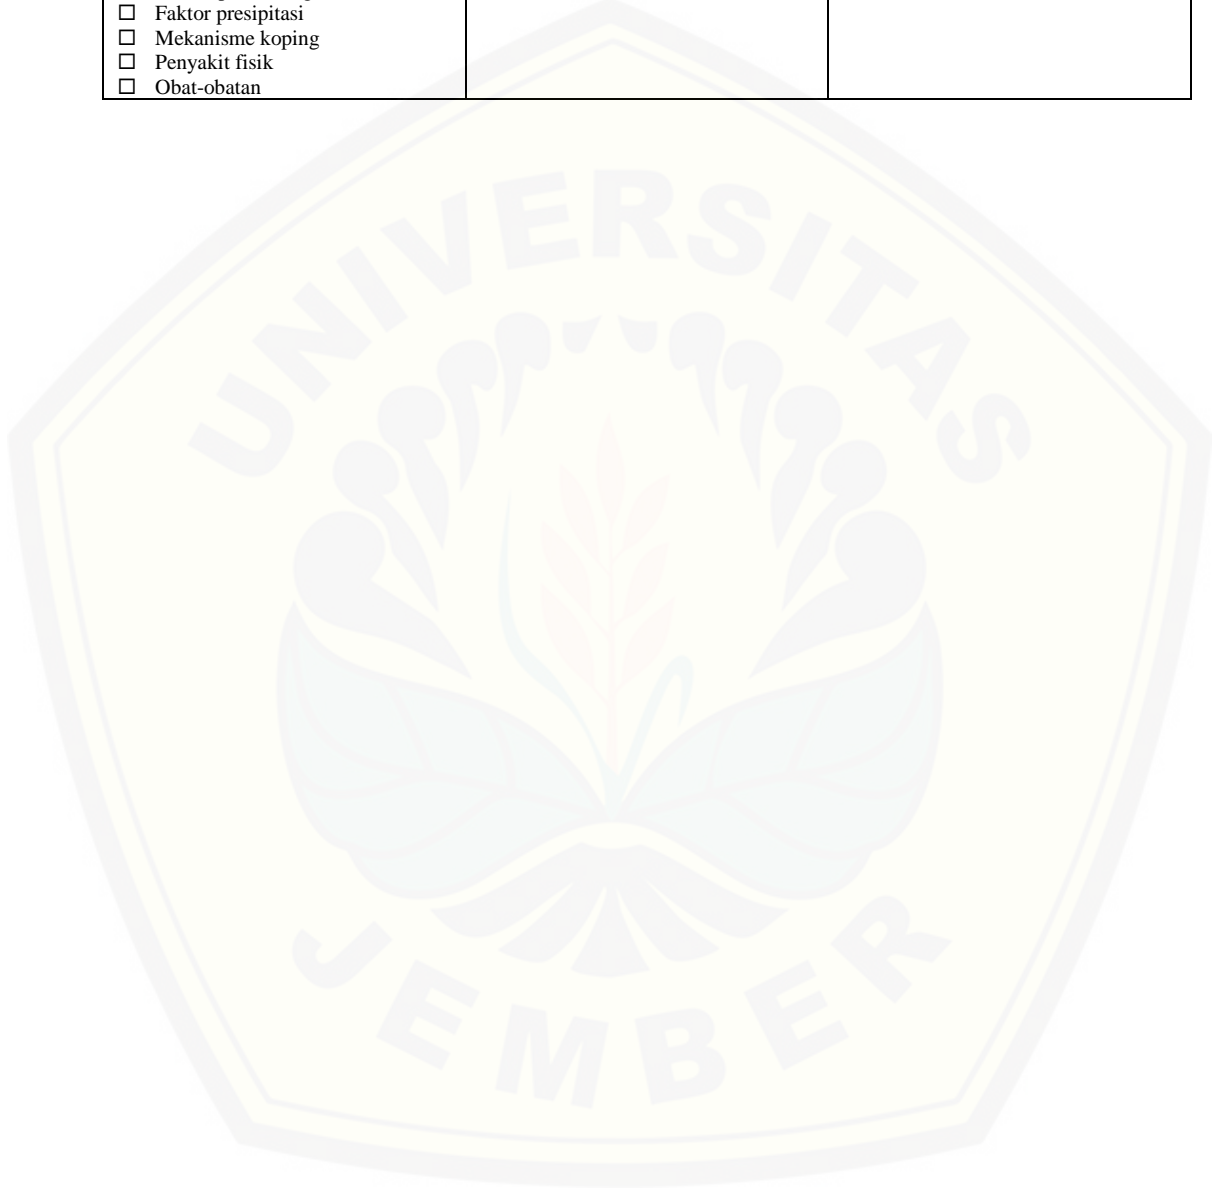 ☐ Faktor presipitasi
☐ Mekanisme koping
☐ Penyakit fisik
☐ Obat-obatan
UNIVERSITAS
JEMBER